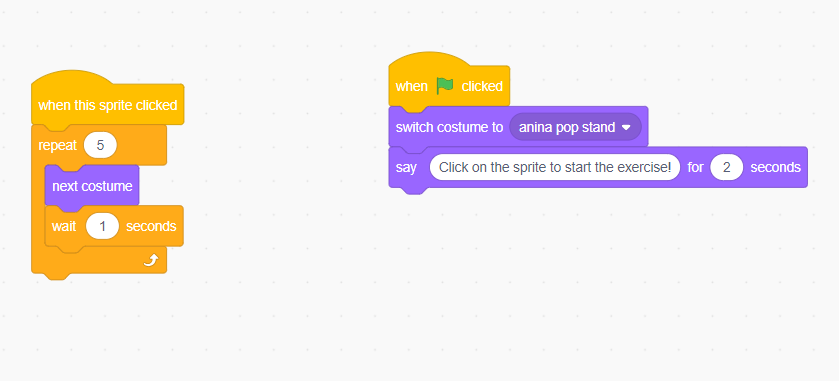 when this sprite clicked
repeat 5
next costume
wait 1 seconds
when clicked
switch costume to anina pop stand
say Click on the sprite to start the exercise! for 2 seconds